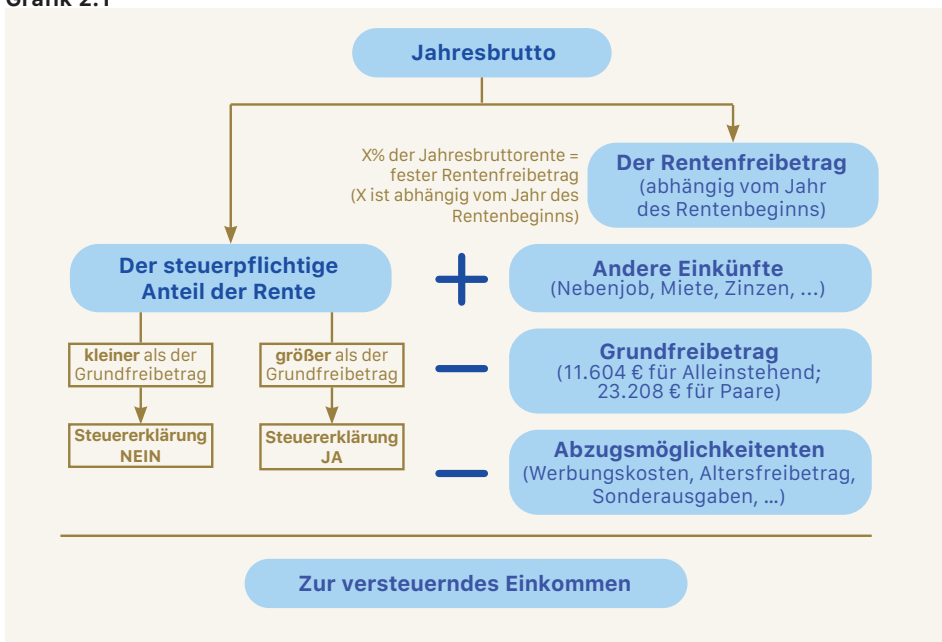 Grafik 2.1
Jahresbrutto
X% der Jahresbruttorente =
fester Rentenfreibetrag
(X ist abhängig vom Jahr des
Rentenbeginns)
Der Rentenfreibetrag
(abhängig vom Jahr
des Rentenbeginns)
Der steuerpflichtige
Anteil der Rente
+
Andere Einkünfte
(Nebenjob, Miete, Zinzen, ...)
kleiner als der
Grundfreibetrag
größer als der
Grundfreibetrag
−
Grundfreibetrag
(11.604 € für Alleinstehend;
23.208 € für Paare)
Steuererklärung
NEIN
Steuererklärung
JA
−
Abzugsmöglichkeitenten
(Werbungskosten, Altersfreibetrag,
Sonderausgaben, ...)
Zur versteuerndes Einkommen